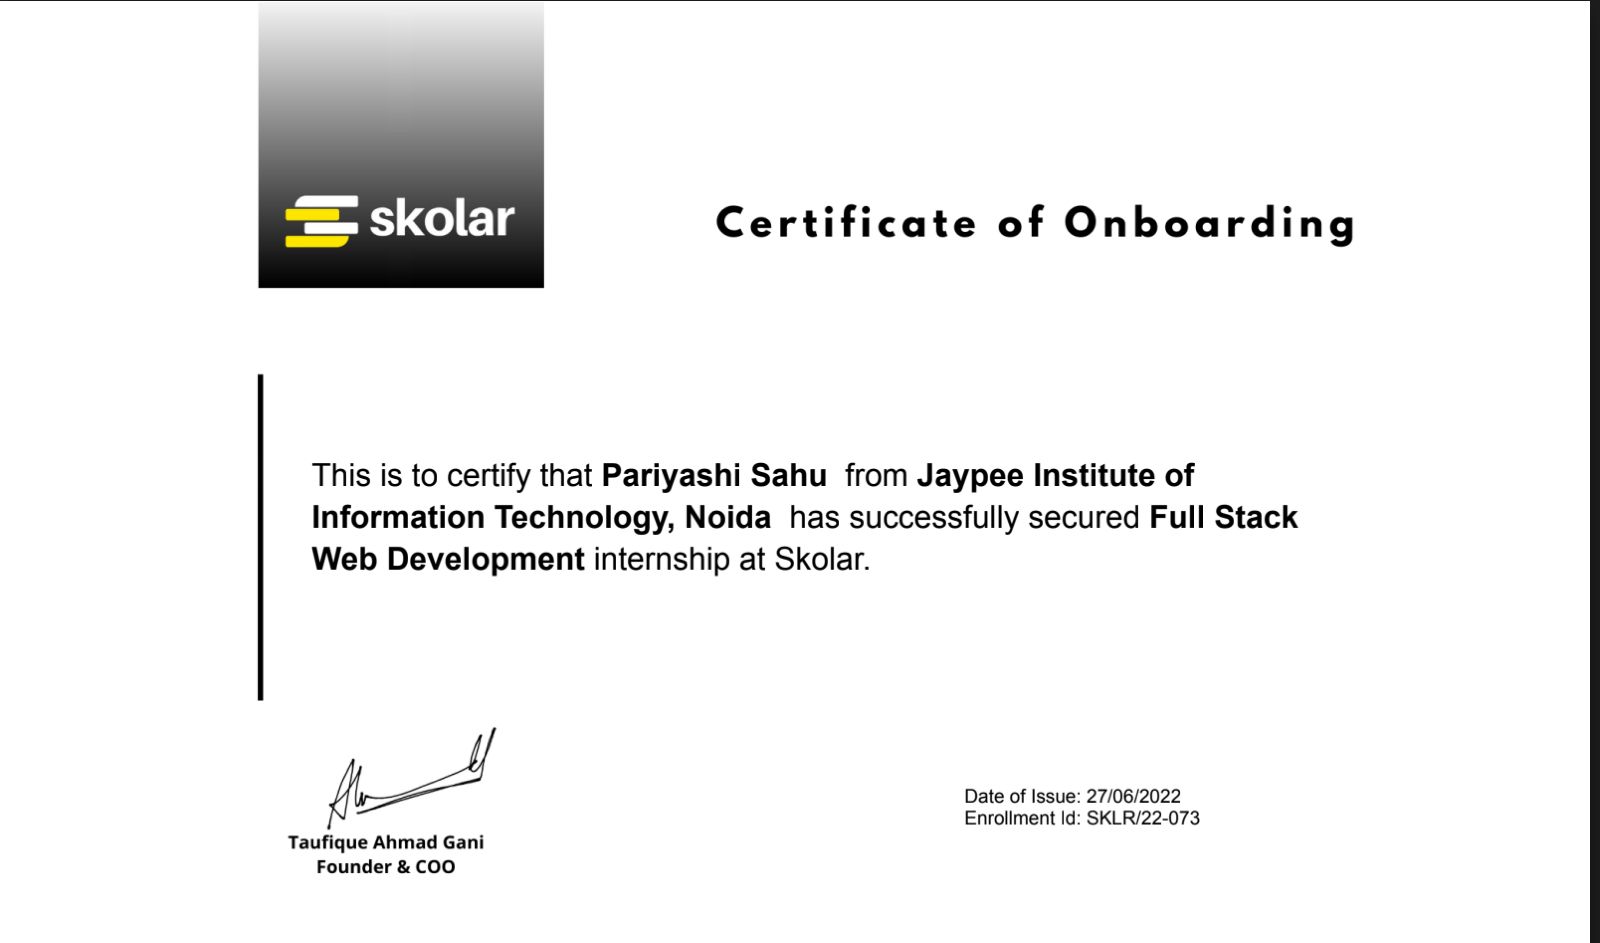 skolar
Certificate of Onboarding
This is to certify that Pariyashi Sahu from Jaypee Institute of
Information Technology, Noida has successfully secured Full Stack
Web Development internship at Skolar.
Taufique Ahmad Gani
Founder & COO
Date of Issue: 27/06/2022
Enrollment Id: SKLR/22-073